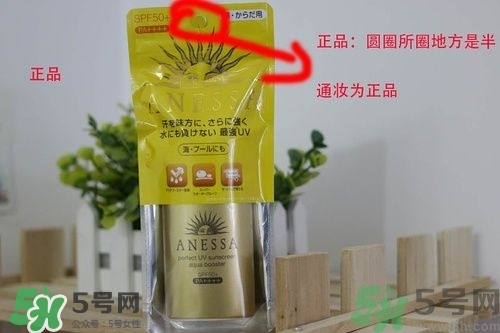 SPF50+
PA++++
顔・からだ用
ANESSA
汗を味方に、さらに強く
水にも負けない 最強UV
海・プールにも
ANESSA
perfect UV sunscreen
aqua booster
SPF50+
PA++++
正品
正品：圆圈所圈地方是半
通妆为正品
5号网
公众号-5号女性
5号网